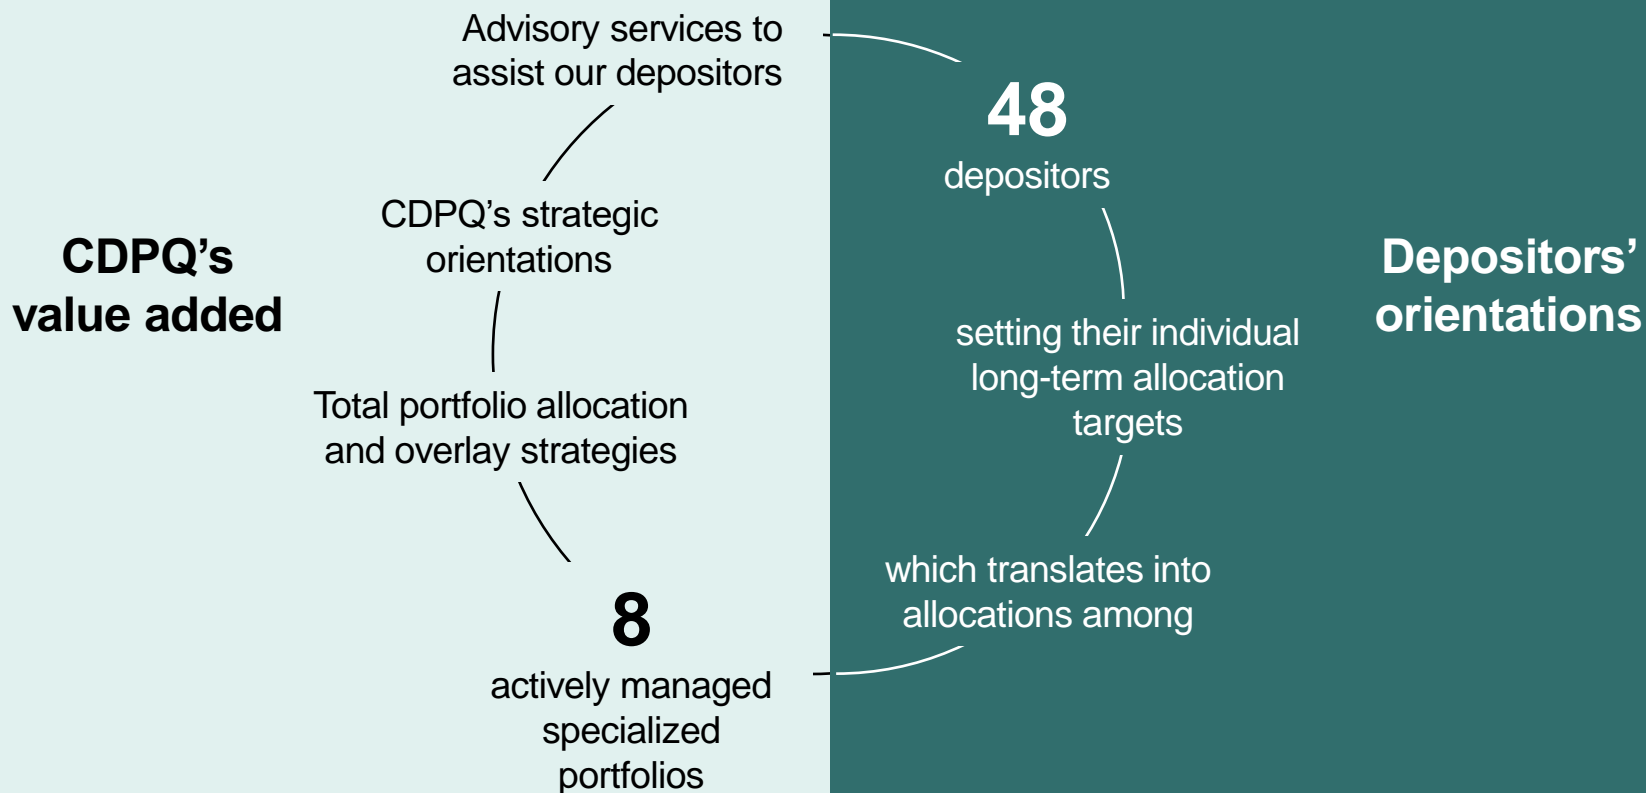 Advisory services to
assist our depositors
CDPQ’s strategic
orientations
CDPQ’s
value added
Total portfolio allocation
and overlay strategies
8
actively managed
specialized
portfolios
48
depositors
setting their individual
long-term allocation
targets
which translates into
allocations among
Depositors’
orientations